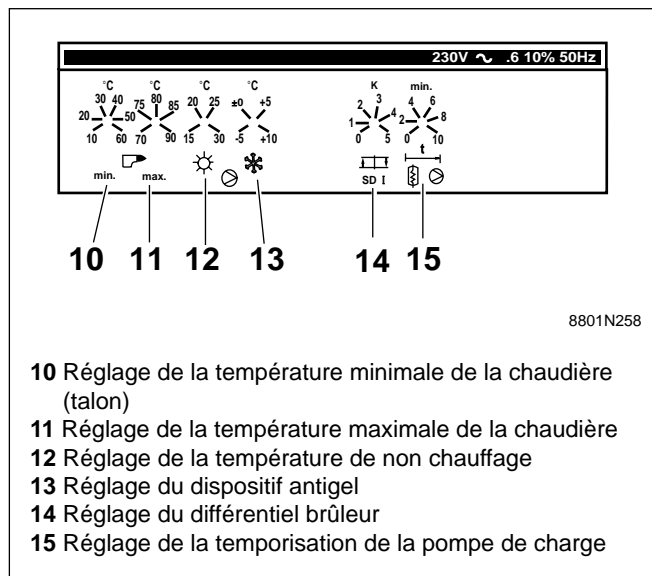 230V ∿ .6 10% 50Hz
°C °C °C °C K min.
30 40 75 80 85 20 25 ±0 +5 2 3 4 4 6
20 50 1 2 8
10 60 70 90 15 30 -5 +10 0 5 0 10
t
min. max. SD I
10 11 12 13 14 15
8801N258
10 Réglage de la température minimale de la chaudière
(talon)
11 Réglage de la température maximale de la chaudière
12 Réglage de la température de non chauffage
13 Réglage du dispositif antigel
14 Réglage du différentiel brûleur
15 Réglage de la temporisation de la pompe de charge